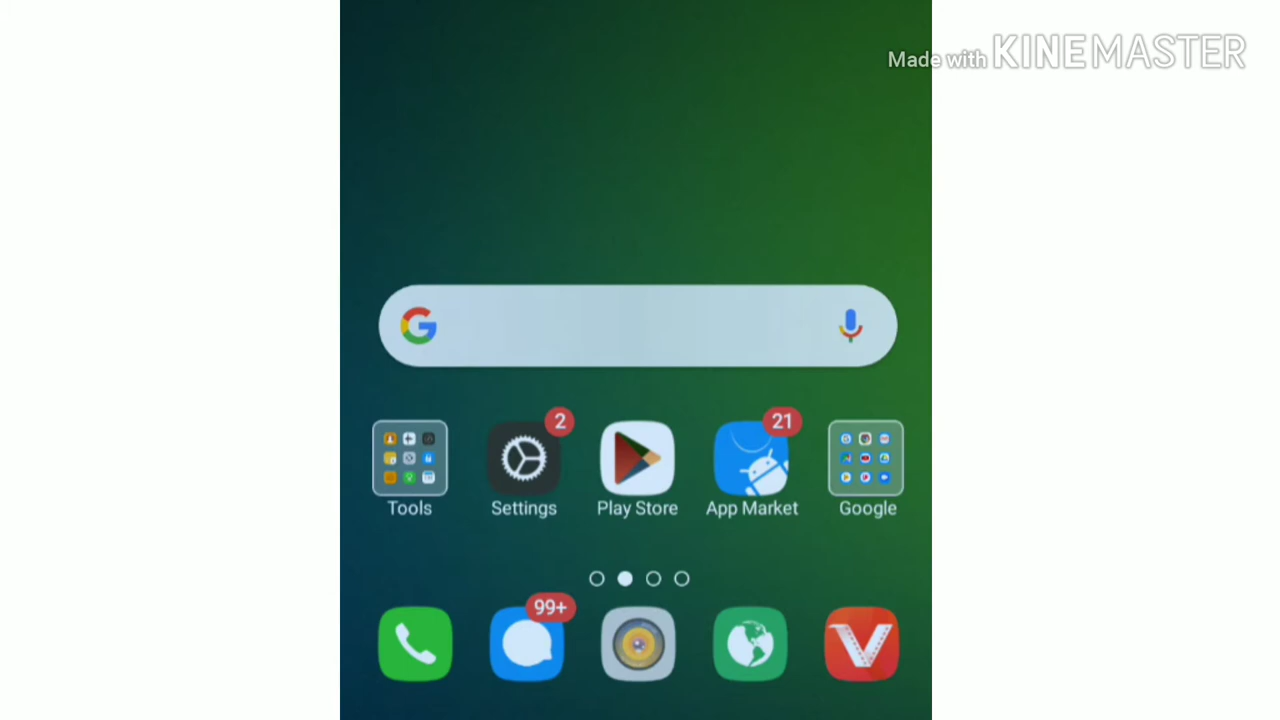 Made with KINEMASTER
G
2
21
Tools
Settings
Play Store
App Market
Google
99+